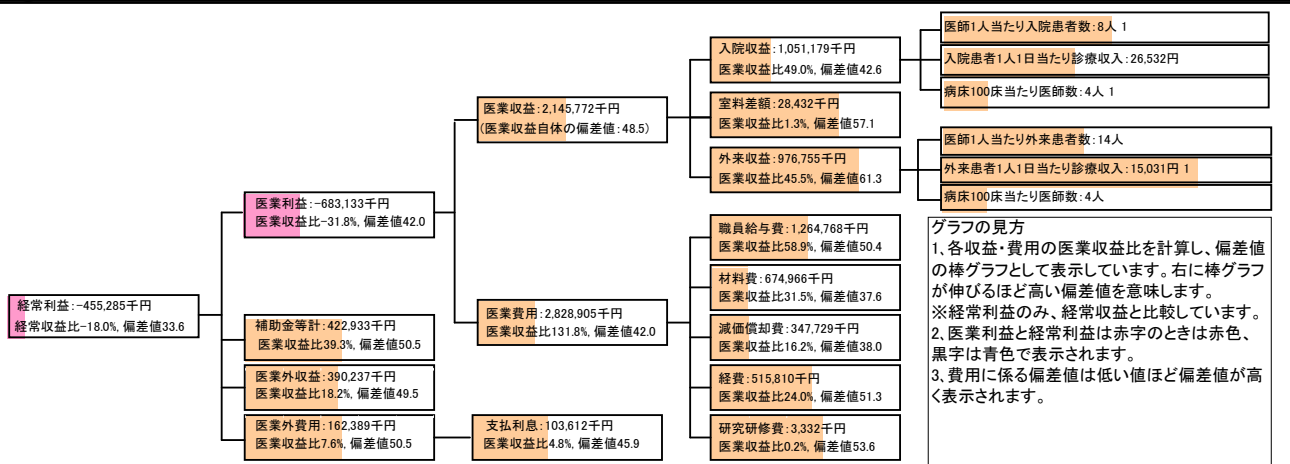 経常利益:-455,285千円
経常収益比-18.0%, 偏差値33.6
医業利益:-683,133千円
医業収益比-31.8%, 偏差値42.0
補助金等計:422,933千円
医業収益比39.3%, 偏差値50.5
医業外収益:390,237千円
医業収益比18.2%, 偏差値49.5
医業外費用:162,389千円
医業収益比7.6%, 偏差値50.5
医業収益:2,145,772千円
(医業収益自体の偏差値:48.5)
医業費用:2,828,905千円
医業収益比131.8%, 偏差値42.0
支払利息:103,612千円
医業収益比4.8%, 偏差値45.9
入院収益:1,051,179千円
医業収益比49.0%, 偏差値42.6
室料差額:28,432千円
医業収益比1.3%, 偏差値57.1
外来収益:976,755千円
医業収益比45.5%, 偏差値61.3
職員給与費:1,264,768千円
医業収益比58.9%, 偏差値50.4
材料費:674,966千円
医業収益比31.5%, 偏差値37.6
減価償却費:347,729千円
医業収益比16.2%, 偏差値38.0
経費:515,810千円
医業収益比24.0%, 偏差値51.3
研究研修費:3,332千円
医業収益比0.2%, 偏差値53.6
医師1人当たり入院患者数:8人 1
入院患者1人1日当たり診療収入:26,532円
病床100床当たり医師数:4人 1
医師1人当たり外来患者数:14人
外来患者1人1日当たり診療収入:15,031円 1
病床100床当たり医師数:4人
グラフの見方
1、各収益・費用の医業収益比を計算し、偏差値
の棒グラフとして表示しています。右に棒グラフ
が伸びるほど高い偏差値を意味します。
※経常利益のみ、経常収益と比較しています。
2、医業利益と経常利益は赤字のときは赤色、
黒字は青色で表示されます。
3、費用に係る偏差値は低い値ほど偏差値が高
く表示されます。